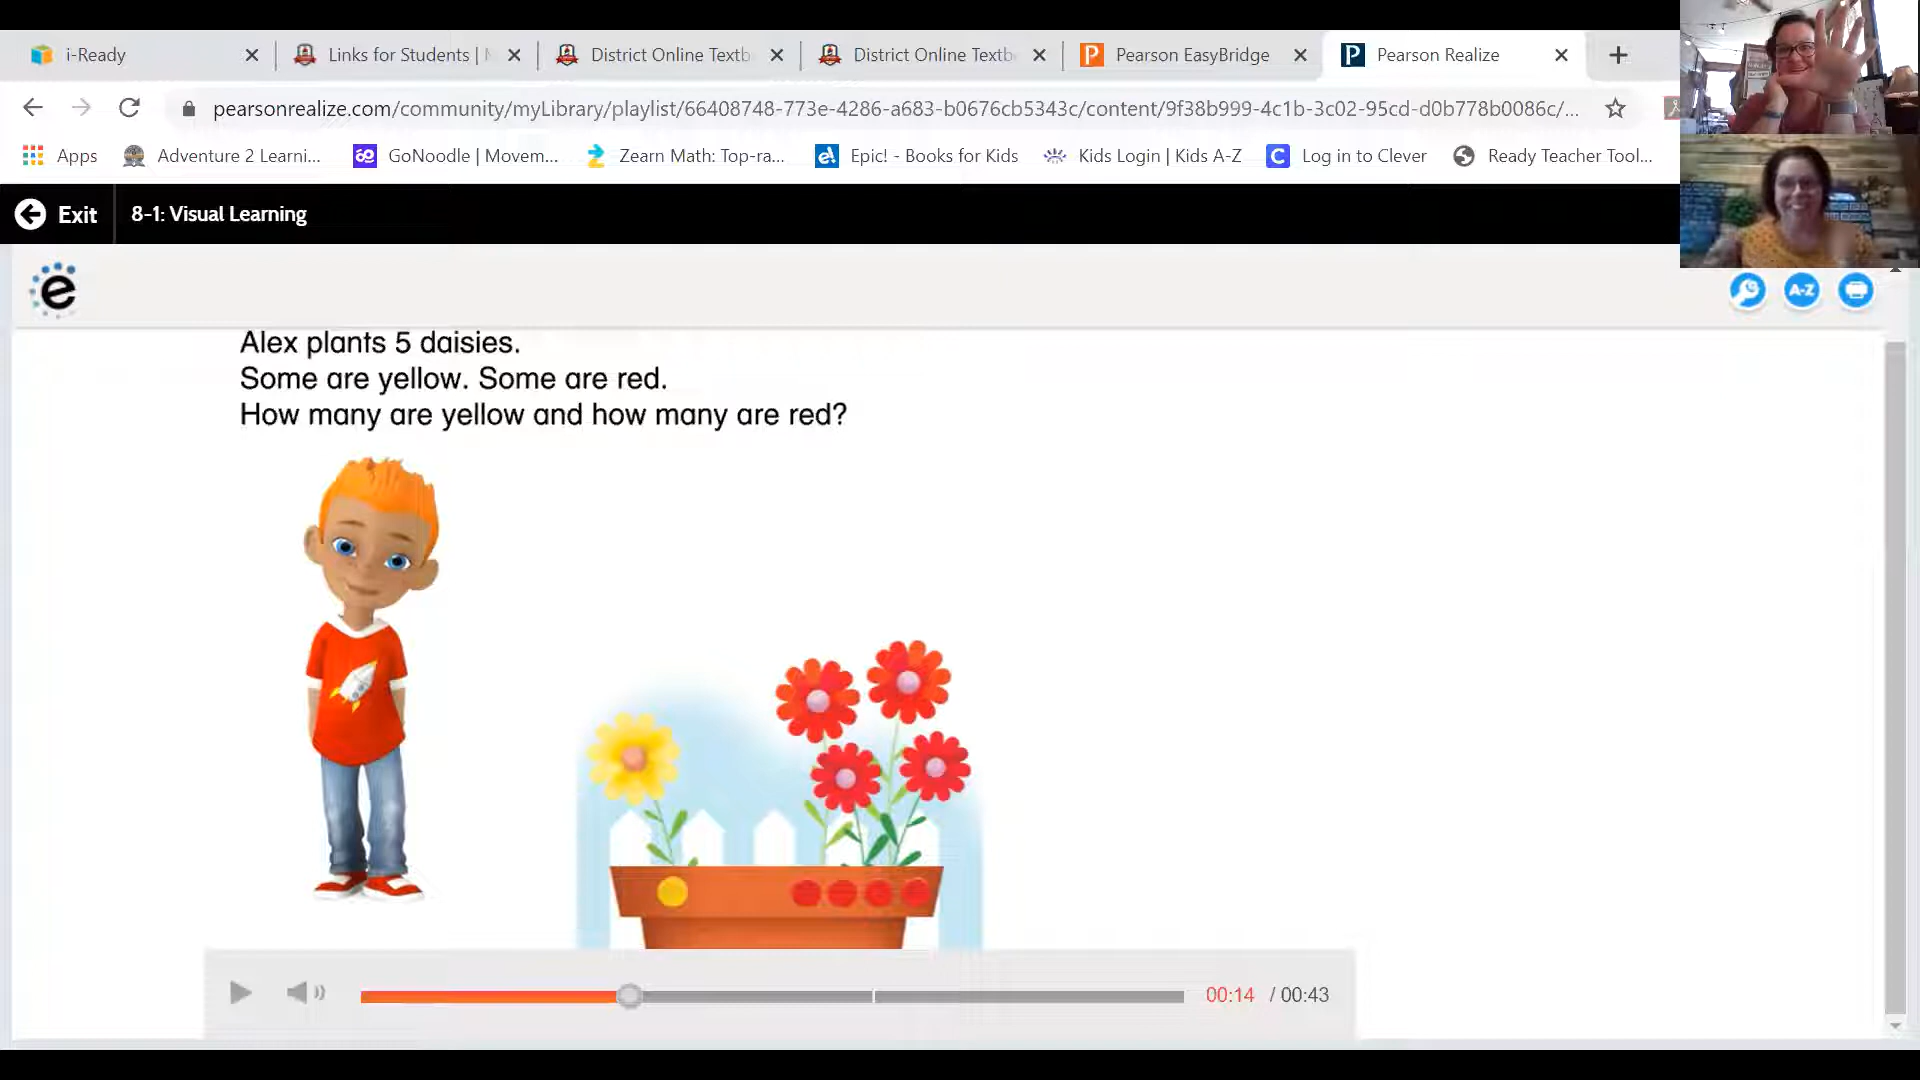 i-Ready
Links for Students |
District Online Textb
District Online Textb
Pearson EasyBridge
Pearson Realize
pearsonrealize.com/community/myLibrary/playlist/66408748-773e-4286-a683-b0676cb5343c/content/9f38b999-4c1b-3c02-95cd-d0b778b0086c/...
Apps
Adventure 2 Learni...
GoNoodle | Movem...
Zearn Math: Top-ra...
Epic! - Books for Kids
Kids Login | Kids A-Z
Log in to Clever
Ready Teacher Tool...
Exit
8-1: Visual Learning
A-Z
Alex plants 5 daisies.
Some are yellow. Some are red.
How many are yellow and how many are red?
00:14 / 00:43